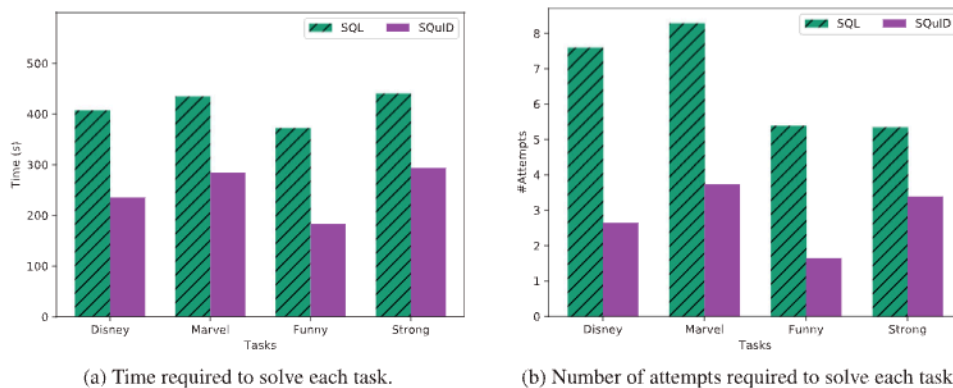 SQL SQuID
500
400
300
200
100
0
Time (s)
Disney Marvel Funny Strong
Tasks
(a) Time required to solve each task.
SQL SQuID
8
7
6
5
4
3
2
1
0
#Attempts
Disney Marvel Funny Strong
Tasks
(b) Number of attempts required to solve each task